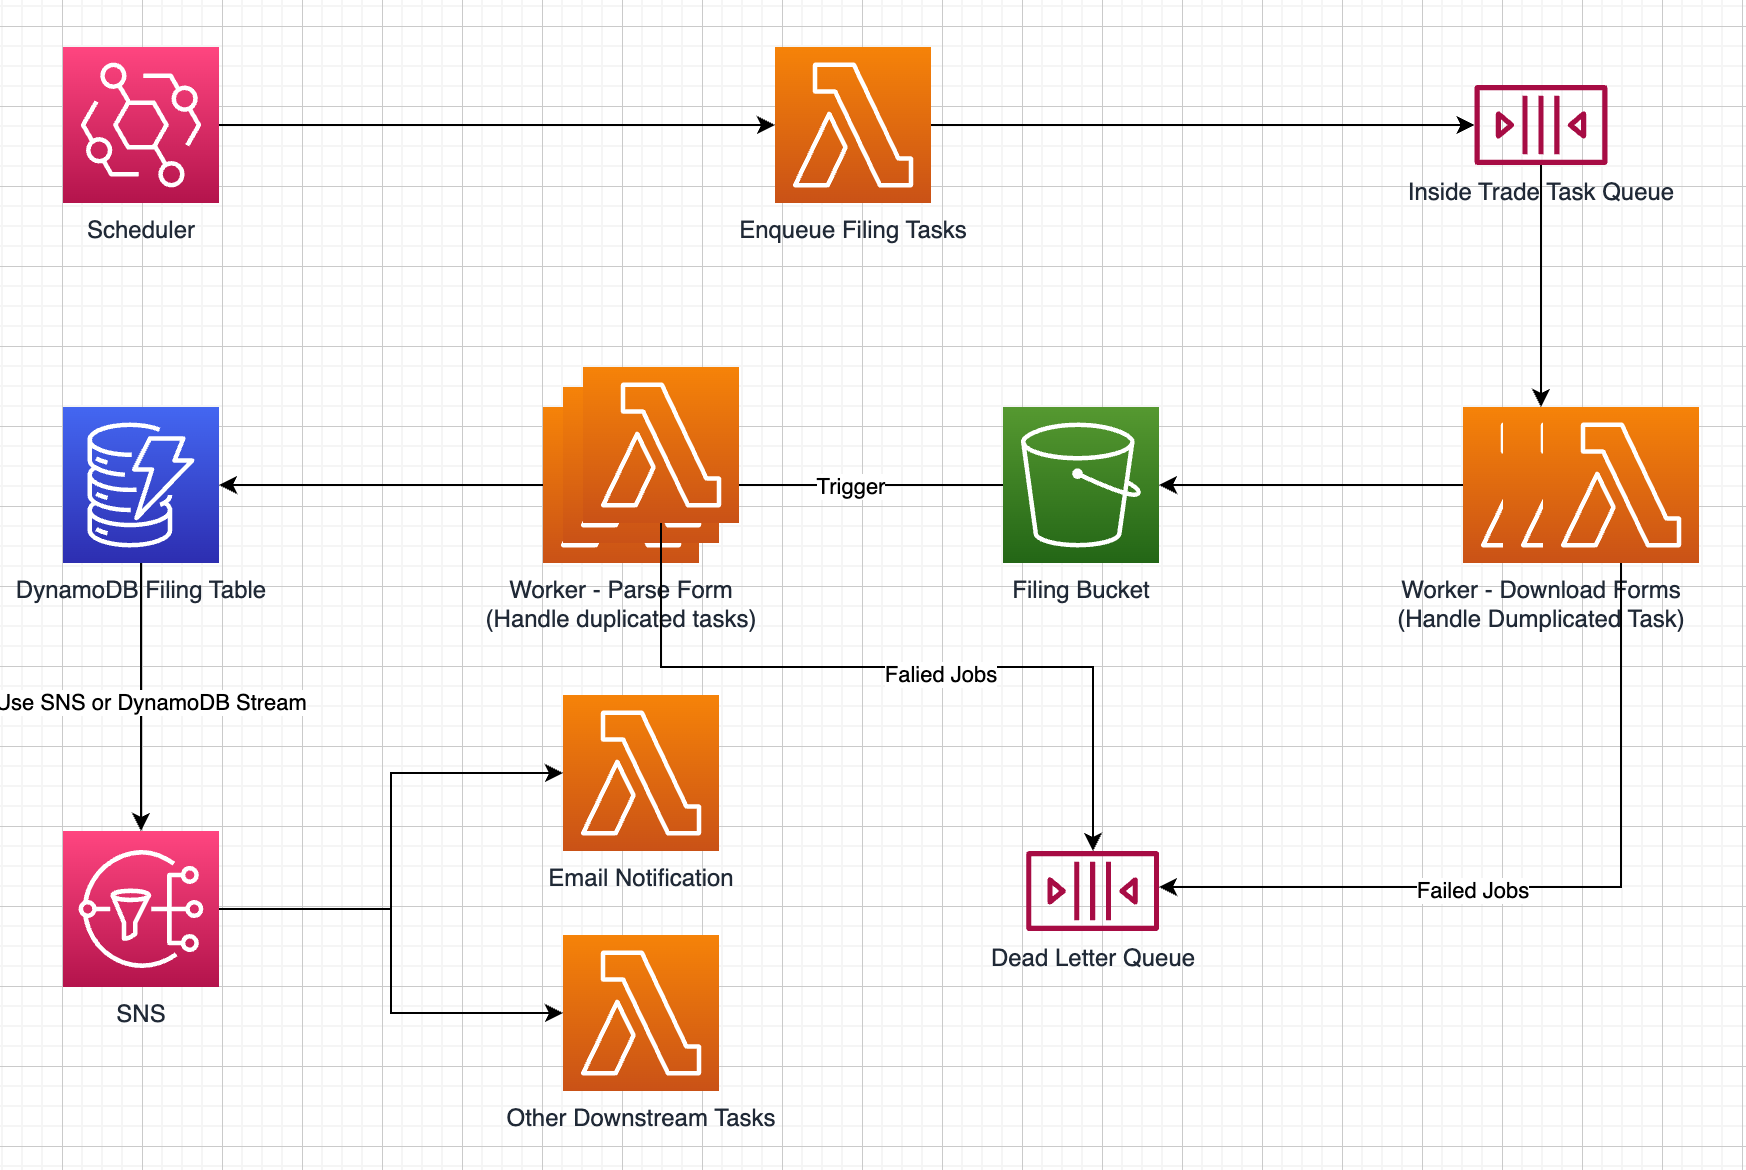 Scheduler
Enqueue Filing Tasks
Inside Trade Task Queue
Trigger
DynamoDB Filing Table
Worker - Parse Form
(Handle duplicated tasks)
Filing Bucket
Worker - Download Forms
(Handle Dumplicated Task)
Falied Jobs
Use SNS or DynamoDB Stream
Email Notification
Failed Jobs
Dead Letter Queue
SNS
Other Downstream Tasks